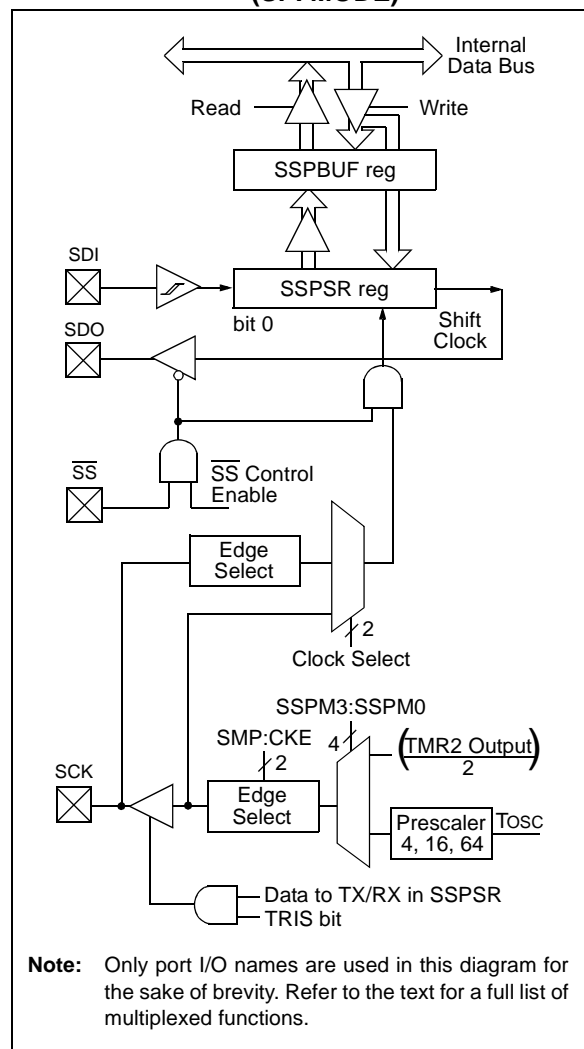 Internal
Data Bus
Read
Write
SSPBUF reg
SDI
SSPSR reg
bit 0
Shift
Clock
SDO
SS
SS Control
Enable
Edge
Select
2
Clock Select
SSPM3:SSPM0
SMP:CKE
4
(TMR2 Output)
2
2
SCK
Edge
Select
Prescaler
4, 16, 64
TOSC
Data to TX/RX in SSPSR
TRIS bit
Note: Only port I/O names are used in this diagram for
the sake of brevity. Refer to the text for a full list of
multiplexed functions.